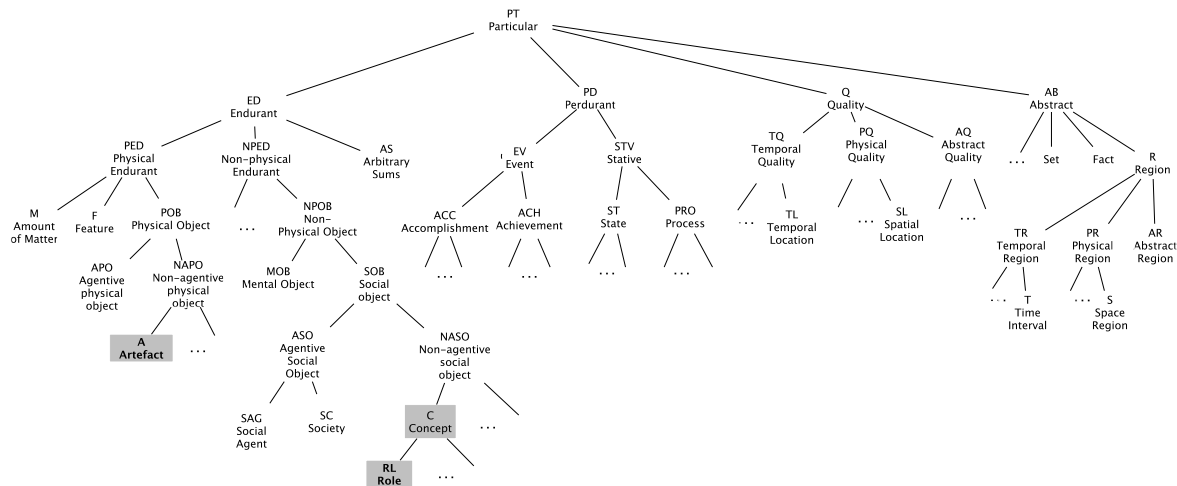 PT
Particular
ED
Endurant
PD
Perdurant
Q
Quality
AB
Abstract
PED
Physical
Endurant
NPED
Non-physical
Endurant
AS
Arbitrary
Sums
EV
Event
STV
Stative
TQ
Temporal
Quality
PQ
Physical
Quality
AQ
Abstract
Quality
...
Set
Fact
R
Region
M
Amount
of Matter
F
Feature
POB
Physical Object
...
NPOB
Non-
Physical Object
ACC
Accomplishment
ACH
Achievement
ST
State
PRO
Process
...
TL
Temporal
Location
...
SL
Spatial
Location
...
TR
Temporal
Region
PR
Physical
Region
AR
Abstract
Region
APO
Agentive
physical
object
NAPO
Non-agentive
physical
object
MOB
Mental Object
SOB
Social
object
...
...
...
...
...
T
Time
Interval
...
S
Space
Region
A
Artefact
...
ASO
Agentive
Social
Object
NASO
Non-agentive
social
object
SAG
Social
Agent
SC
Society
C
Concept
...
RL
Role
...